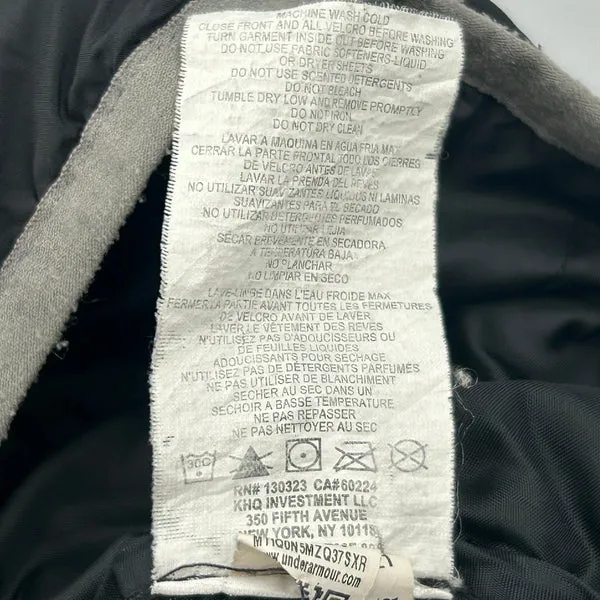 MACHINE WASH COLD
CLOSE FRONT AND ALL VELCRO BEFORE WASHING
TURN GARMENT INSIDE OUT BEFORE WASHING
DO NOT USE FABRIC SOFTENERS-LIQUID
OR DRYER SHEETS
DO NOT USE SCENTED DETERGENTS
DO NOT BLEACH
TUMBLE DRY LOW AND REMOVE PROMPTLY
DO NOT IRON
DO NOT DRY CLEAN
LAVAR A MAQUINA EN AGUA FRIA MAX
CERRAR LA PARTE FRONTAL TODO LOS CIERRES
DE VELCRO ANTES DE LAVAR
LAVAR LA PRENDA DEL REVES
NO UTILIZAR SUAVIZANTES LIQUIDOS NI LAMINAS
SUAVIZANTES PARA EL SECADO
NO UTILIZAR DETERGENTES PERFUMADOS
NO UTILIZAR LEJIA
SECAR BREVEMENTE EN SECADORA
A TEMPERATURA BAJA
NO PLANCHAR
NO LIMPIAR EN SECO
LAVE-LINGE DANS L'EAU FROIDE MAX
FERMER LA PARTIE AVANT TOUTES LES FERMETURES
DE VELCRO AVANT DE LAVER
LAVER LE VÊTEMENT DES REVES
N'UTILISEZ PAS D'ADOUCISSEURS OU
DE FEUILLES LIQUIDES
ADOUCISSANTS POUR SECHAGE
N'UTILISEZ PAS DE DETERGENTS PARFUMÉS
NE PAS UTILISER DE BLANCHIMENT
SECHER AU SEC DANS UN
SECHOIR A BASSE TEMPERATURE
NE PAS REPASSER
NE PAS NETTOYER AU SEC
30C
RN# 130323 CA#60224
KHQ INVESTMENT LLC
350 FIFTH AVENUE
NEW YORK, NY 10118
www.underarmour.com